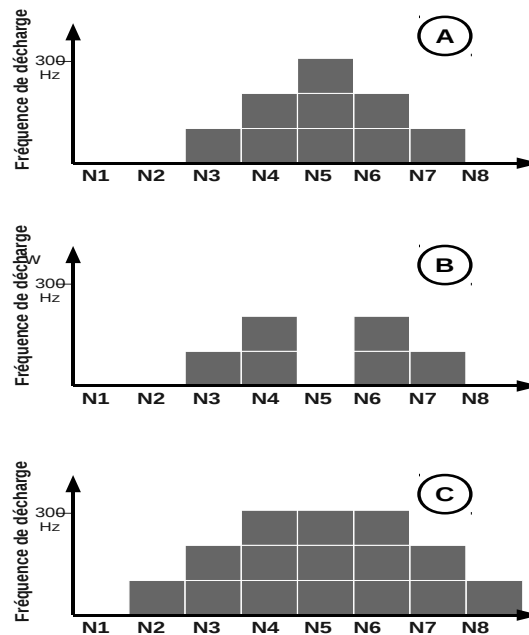 A
Fréquence de décharge
300
Hz
N1 N2 N3 N4 N5 N6 N7 N8
B
w
Fréquence de décharge
300
Hz
N1 N2 N3 N4 N5 N6 N7 N8
C
Fréquence de décharge
300
Hz
N1 N2 N3 N4 N5 N6 N7 N8